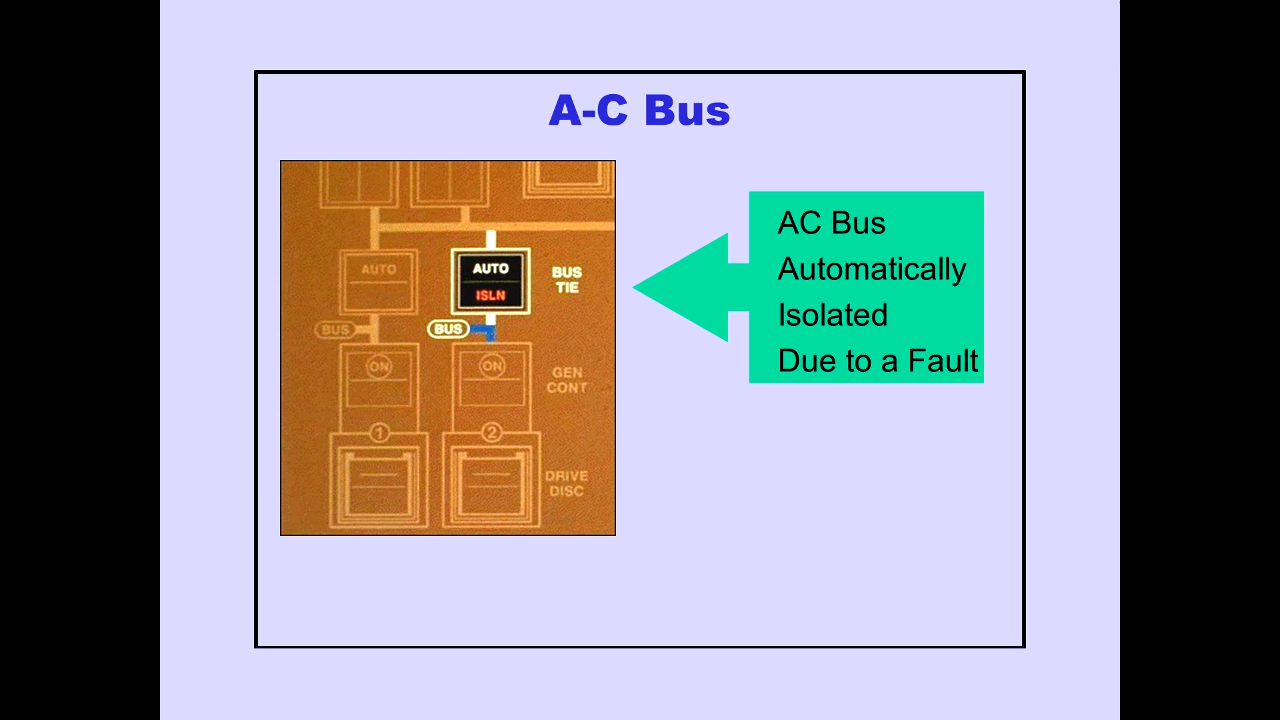 A-C Bus
AUTO
AUTO
ISLN
BUS
TIE
BUS
BUS
ON
ON
GEN
CONT
1
2
DRIVE
DISC
AC Bus
Automatically
Isolated
Due to a Fault